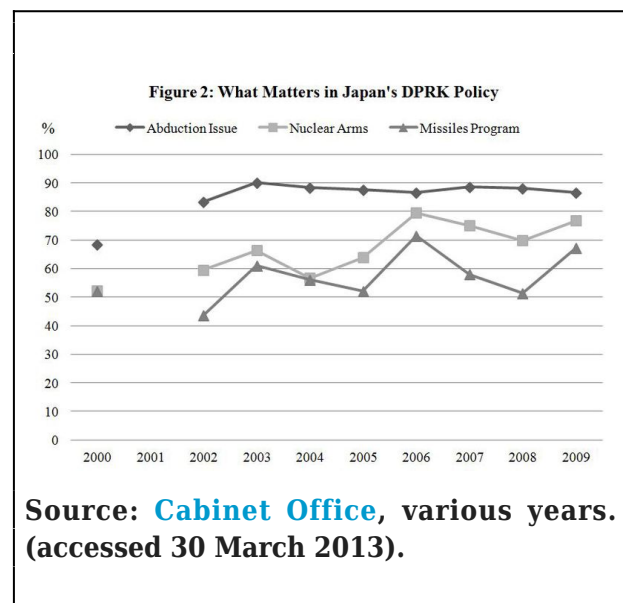 Figure 2: What Matters in Japan's DPRK Policy
%
Abduction Issue Nuclear Arms Missiles Program
100
90
80
70
60
50
40
30
20
10
0
2000 2001 2002 2003 2004 2005 2006 2007 2008 2009
Source: Cabinet Office, various years.
(accessed 30 March 2013).